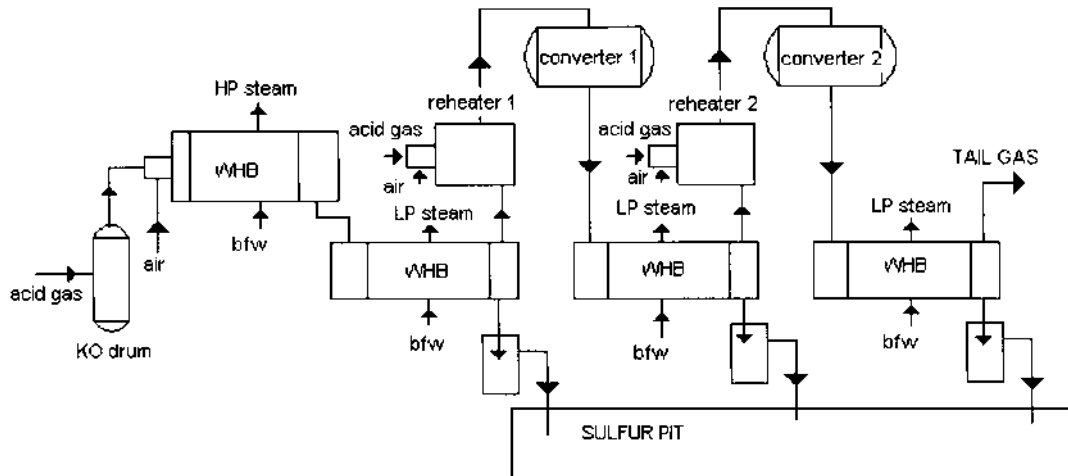 converter 1
converter 2
HP steam
reheater 1
reheater 2
acid gas
acid gas
WHB
air
air
TAIL GAS
LP steam
LP steam
LP steam
bfw
air
WHB
WHB
WHB
acid gas
KO drum
bfw
bfw
bfw
SULFUR PIT